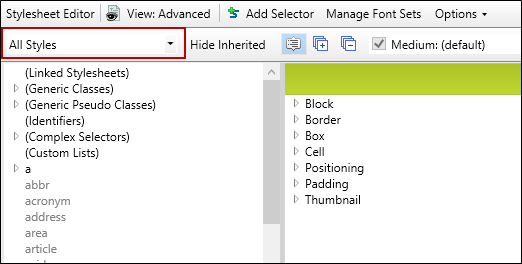 Stylesheet Editor View: Advanced Add Selector Manage Font Sets Options
All Styles Hide Inherited Medium: (default)
(Linked Stylesheets)
(Generic Classes)
(Generic Pseudo Classes)
(Identifiers)
(Complex Selectors)
(Custom Lists)
a
abbr
acronym
address
area
article
Block
Border
Box
Cell
Positioning
Padding
Thumbnail